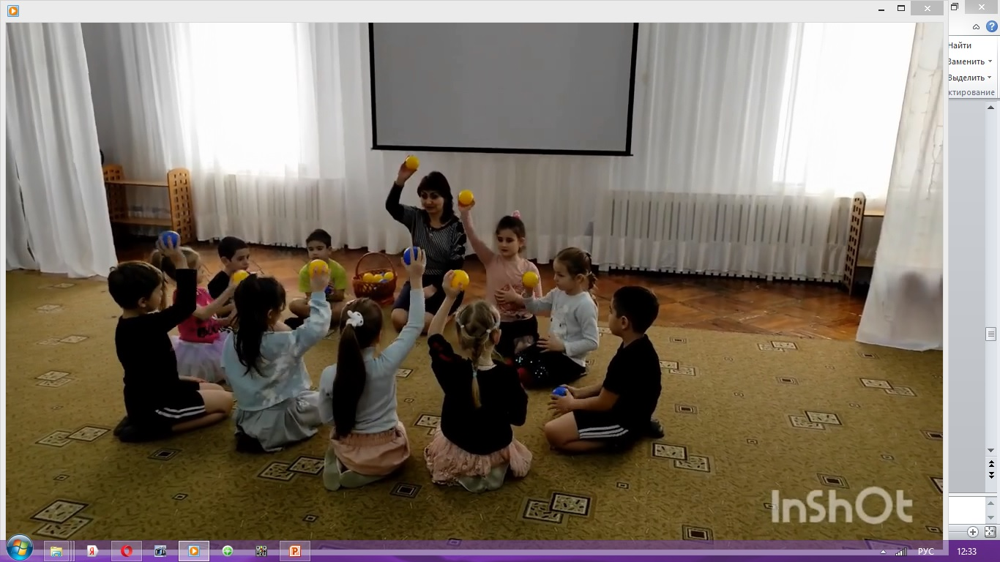 Найти
Заменить
Выделить
ктирование
InShOt
РУС
12:33